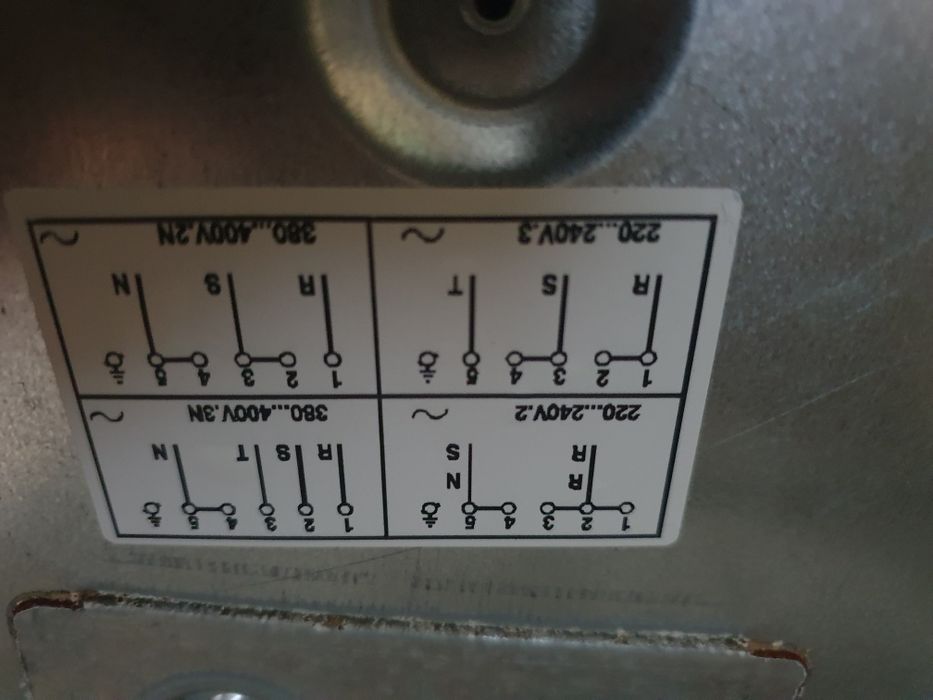 1 2 3 4 5
R N
R S
220...240V.2 ~
1 2 3 4 5
R S T N
380...400V.3N ~
1 2 3 4 5
R S T
220...240V.3 ~
1 2 3 4 5
R S N
380...400V.2N ~